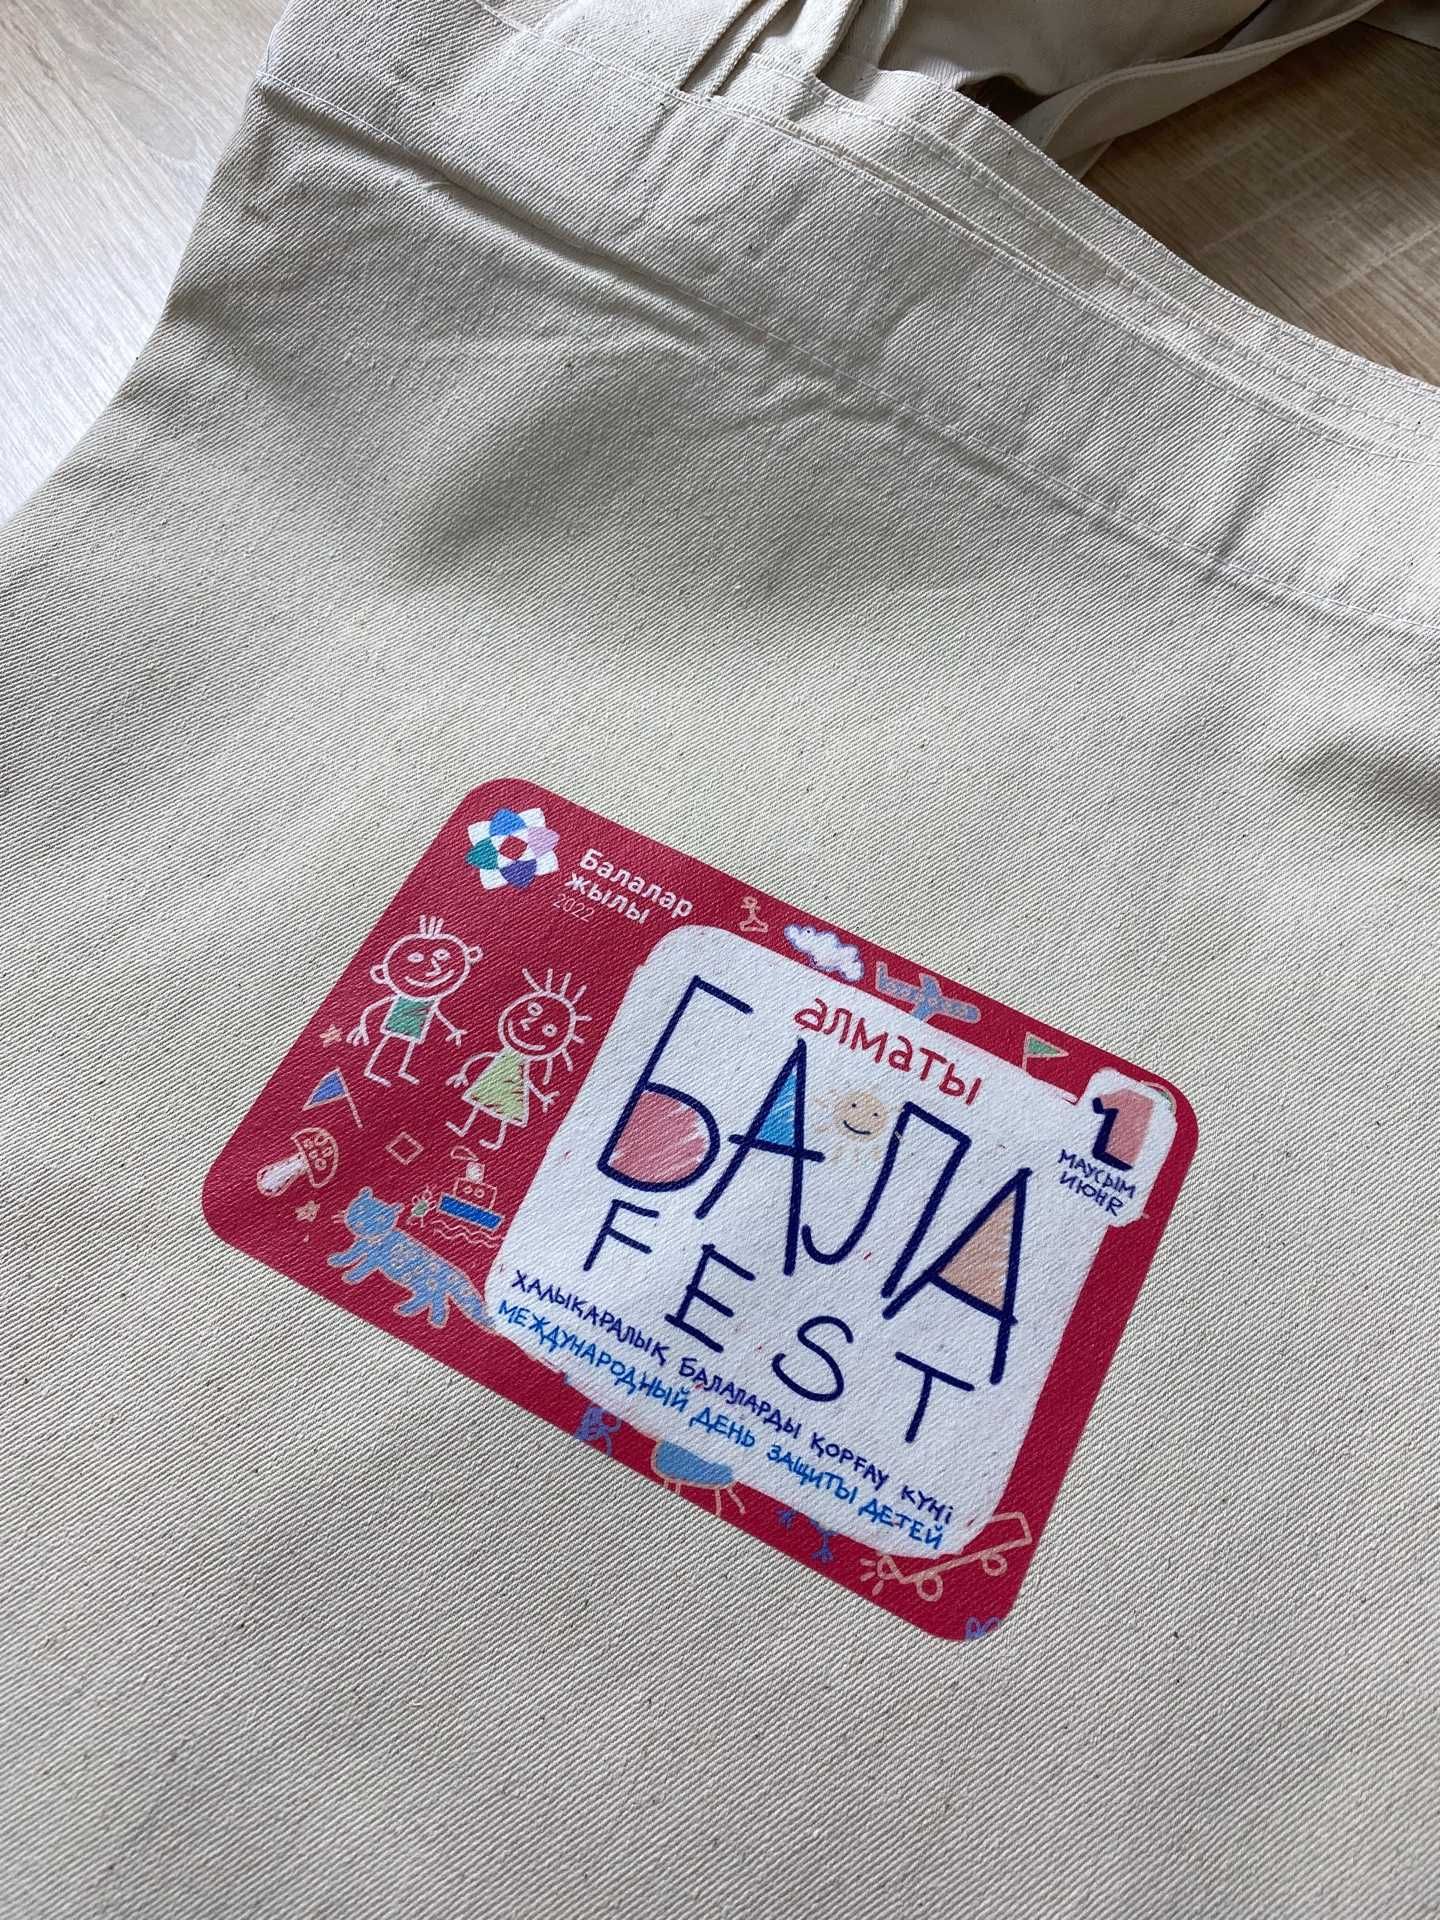 Балалар
жылы
2022
алматы
БАЛА
FEST
1
МАУСЫМ
ИЮНЯ
ХАЛЫҚАРАЛЫҚ БАЛАЛАРДЫ ҚОРҒАУ КҮНІ
МЕЖДУНАРОДНЫЙ ДЕНЬ ЗАЩИТЫ ДЕТЕЙ